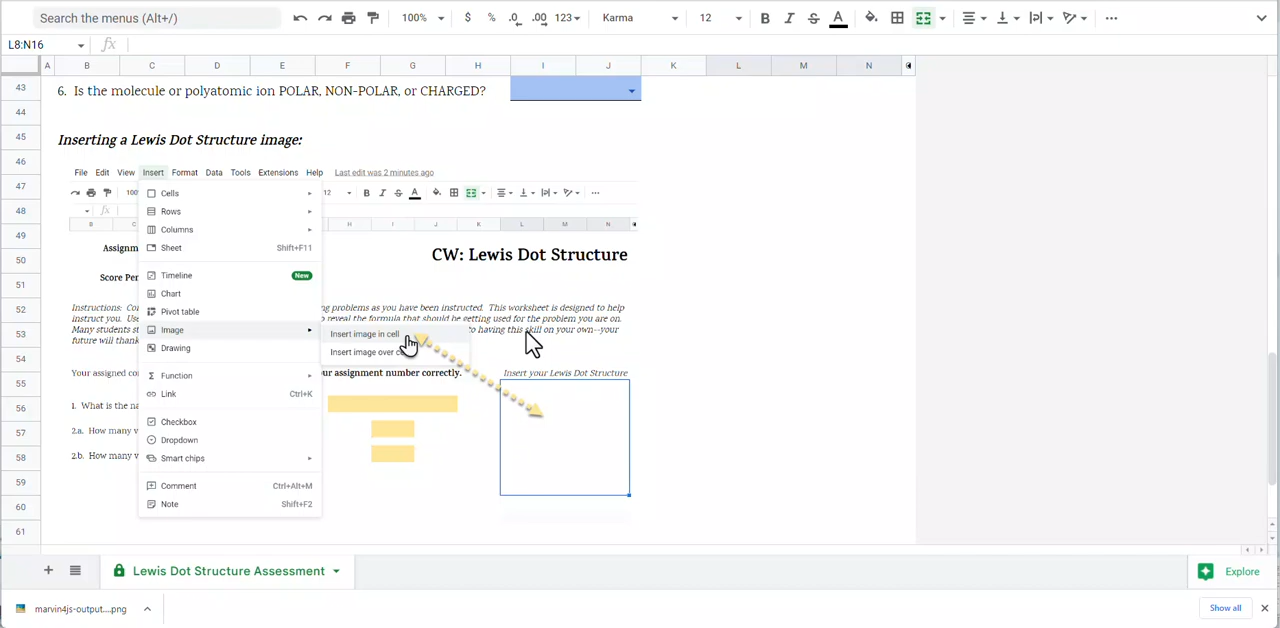 Search the menus (Alt+/)
100%
$ % .0 .00 123
Karma
12
B I S A
L8:N16
fx
A B C D E F G H I J K L M N
43
6. Is the molecule or polyatomic ion POLAR, NON-POLAR, or CHARGED?
44
45
Inserting a Lewis Dot Structure image:
46
File Edit View Insert Format Data Tools Extensions Help Last edit was 2 minutes ago
47
100
12
B I S A
Cells
48
fx
Rows
49
B C H I J K L M N
Columns
50
Assignm
Sheet Shift+F11
CW: Lewis Dot Structure
51
Score Per
Timeline New
Chart
52
Instructions: Co
Pivot table
ng problems as you have been instructed. This worksheet is designed to help
instruct you. Use
o reveal the formula that should be getting used for the problem you are on.
53
Many students st
Image
Insert image in cell
to having this skill on your own--your
future will thank
Drawing
54
Insert image over ce
55
Your assigned co
Function
ur assignment number correctly.
Insert your Lewis Dot Structure
Link Ctrl+K
56
1. What is the na
Checkbox
57
2.a. How many v
Dropdown
58
2.b. How many v
Smart chips
59
Comment Ctrl+Alt+M
60
Note Shift+F2
61
Lewis Dot Structure Assessment
Explore
marvin4js-output....png
Show all